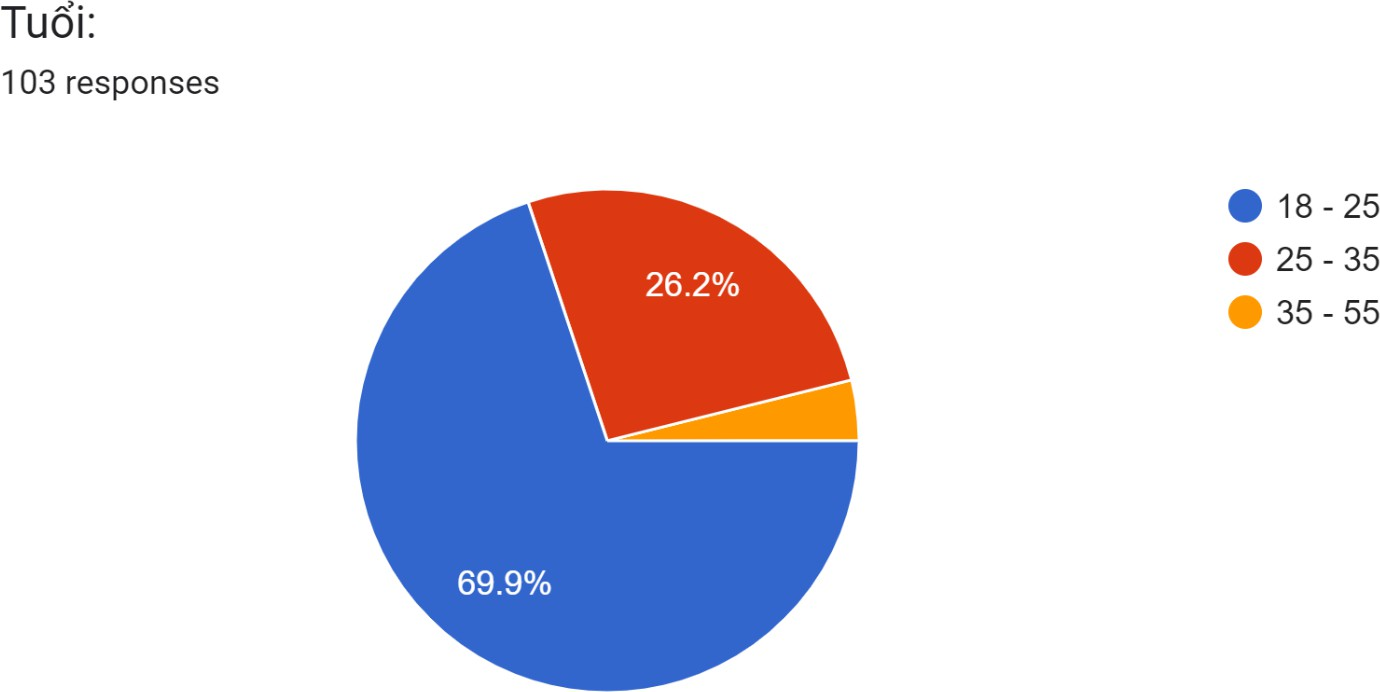 Tuổi:
103 responses
18 - 25
25 - 35
35 - 55
26.2%
69.9%